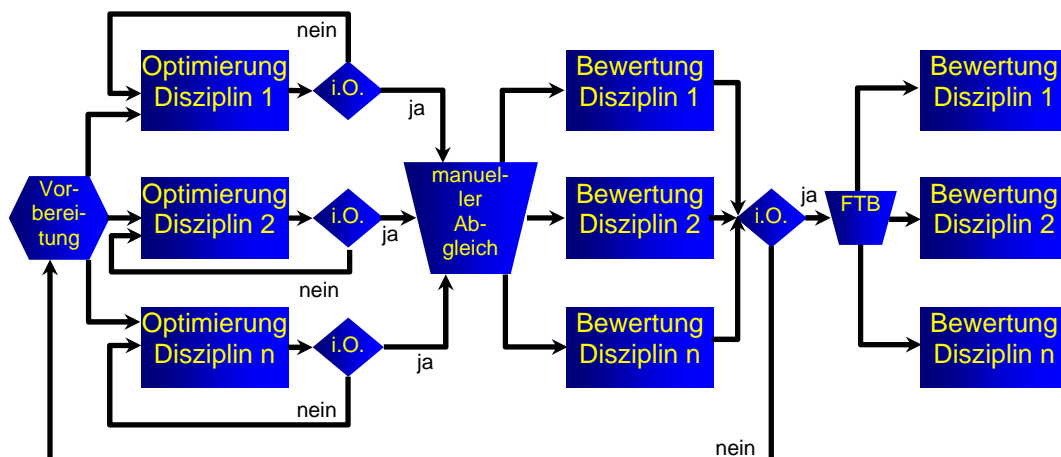 nein
Optimierung
Disziplin 1
i.O.
ja
Bewertung
Disziplin 1
Bewertung
Disziplin 1
Vor-
berei-
tung
Optimierung
Disziplin 2
i.O.
ja
nein
manuel-
ler
Ab-
gleich
Bewertung
Disziplin 2
i.O.
ja
FTB
Bewertung
Disziplin 2
Optimierung
Disziplin n
i.O.
ja
nein
Bewertung
Disziplin n
nein
Bewertung
Disziplin n